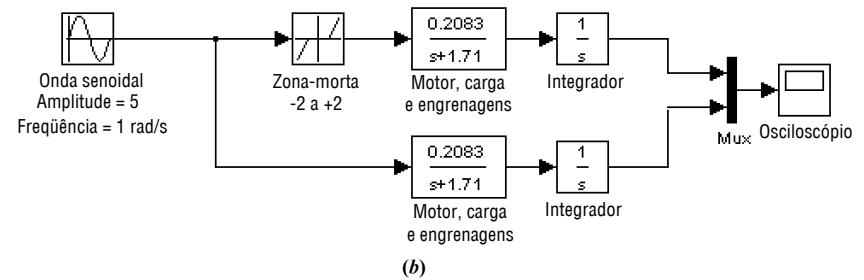 Onda senoidal
Amplitude = 5
Freqüência = 1 rad/s
Zona-morta
-2 a +2
0.2083
s+1.71
Motor, carga
e engrenagens
1
s
Integrador
Mux
Osciloscópio
0.2083
s+1.71
Motor, carga
e engrenagens
1
s
Integrador
(b)